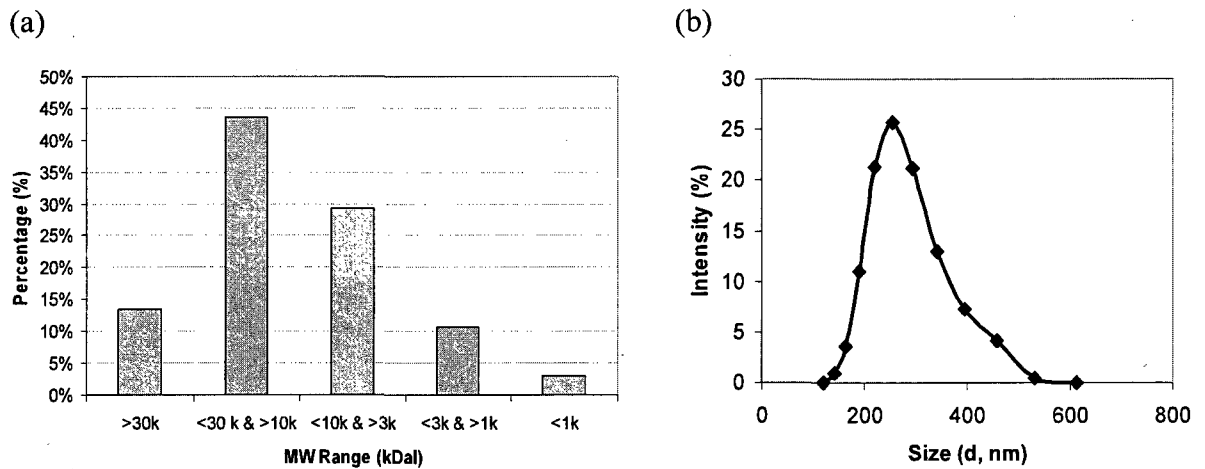 (a)
50%
45%
40%
35%
30%
25%
20%
15%
10%
5%
0%
Percentage (%)
>30k <30 k & >10k <10k & >3k <3k & >1k <1k
MW Range (kDal)
(b)
30
25
20
15
10
5
0
Intensity (%)
0 200 400 600 800
Size (d, nm)